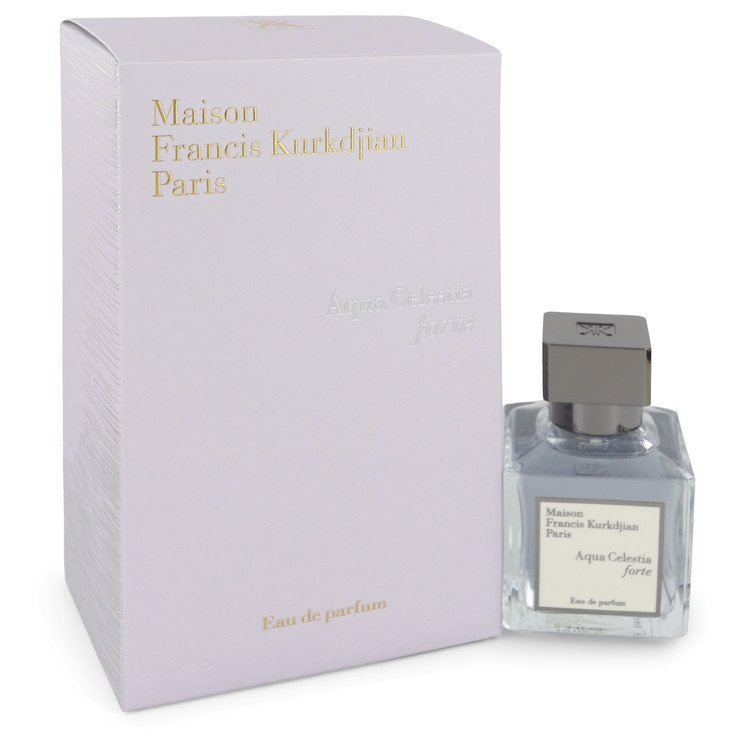 Maison
Francis Kurkdjian
Paris
Aqua Celestia
forte
Eau de parfum
Maison
Francis Kurkdjian
Paris
Aqua Celestia
forte
Eau de parfum